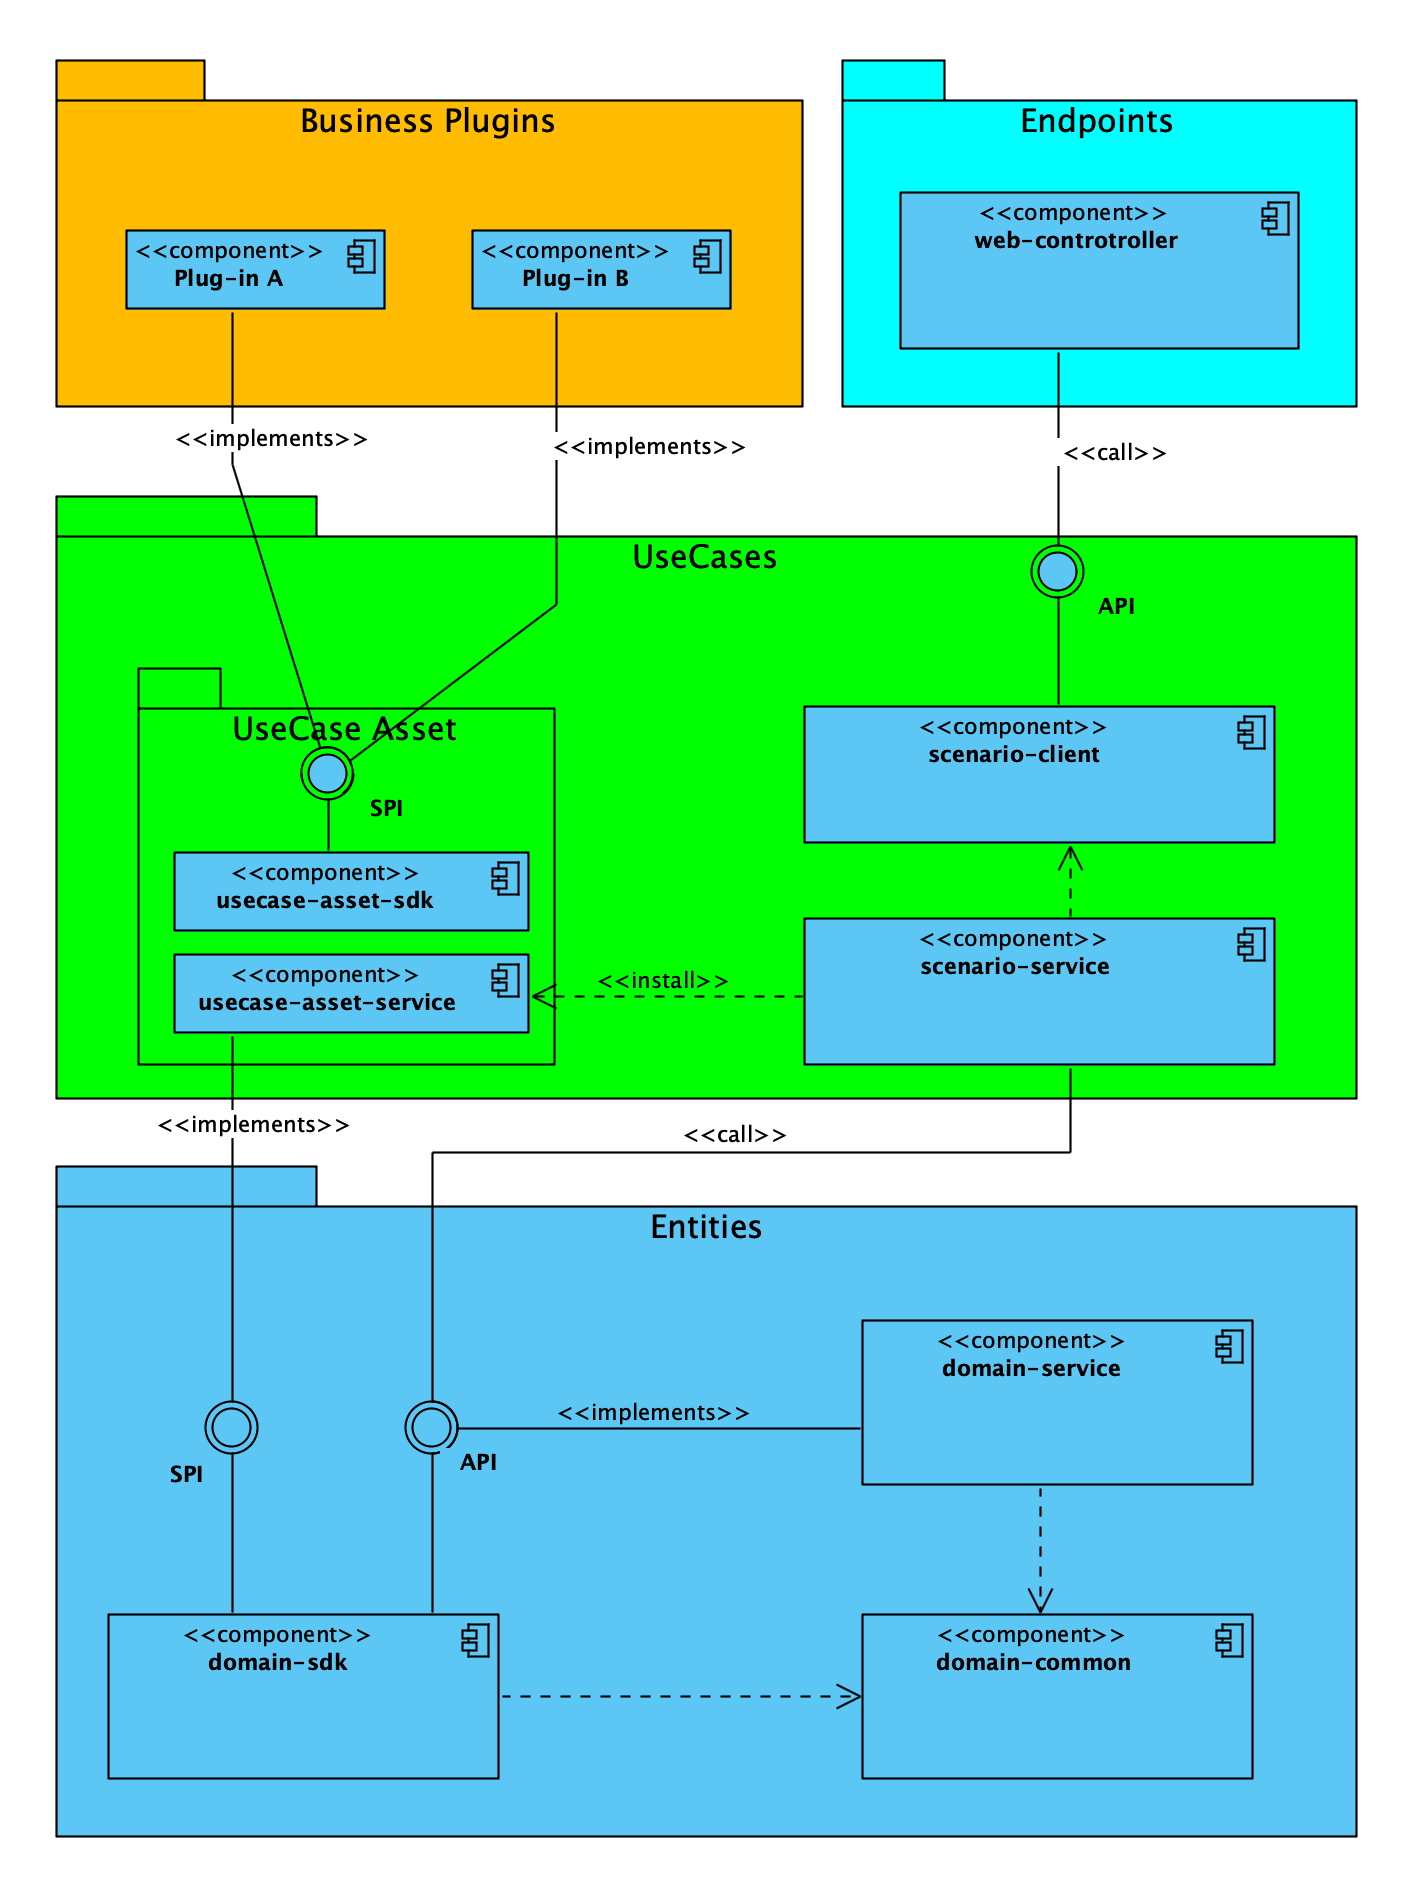 Business Plugins
Endpoints
<<component>>
web-controtroller
<<component>>
Plug-in A
<<component>>
Plug-in B
<<implements>>
<<implements>>
<<call>>
UseCases
API
UseCase Asset
SPI
<<component>>
scenario-client
<<component>>
usecase-asset-sdk
<<component>>
scenario-service
<<component>>
usecase-asset-service
<<install>>
<<implements>>
<<call>>
Entities
<<component>>
domain-service
<<implements>>
SPI
API
<<component>>
domain-sdk
<<component>>
domain-common